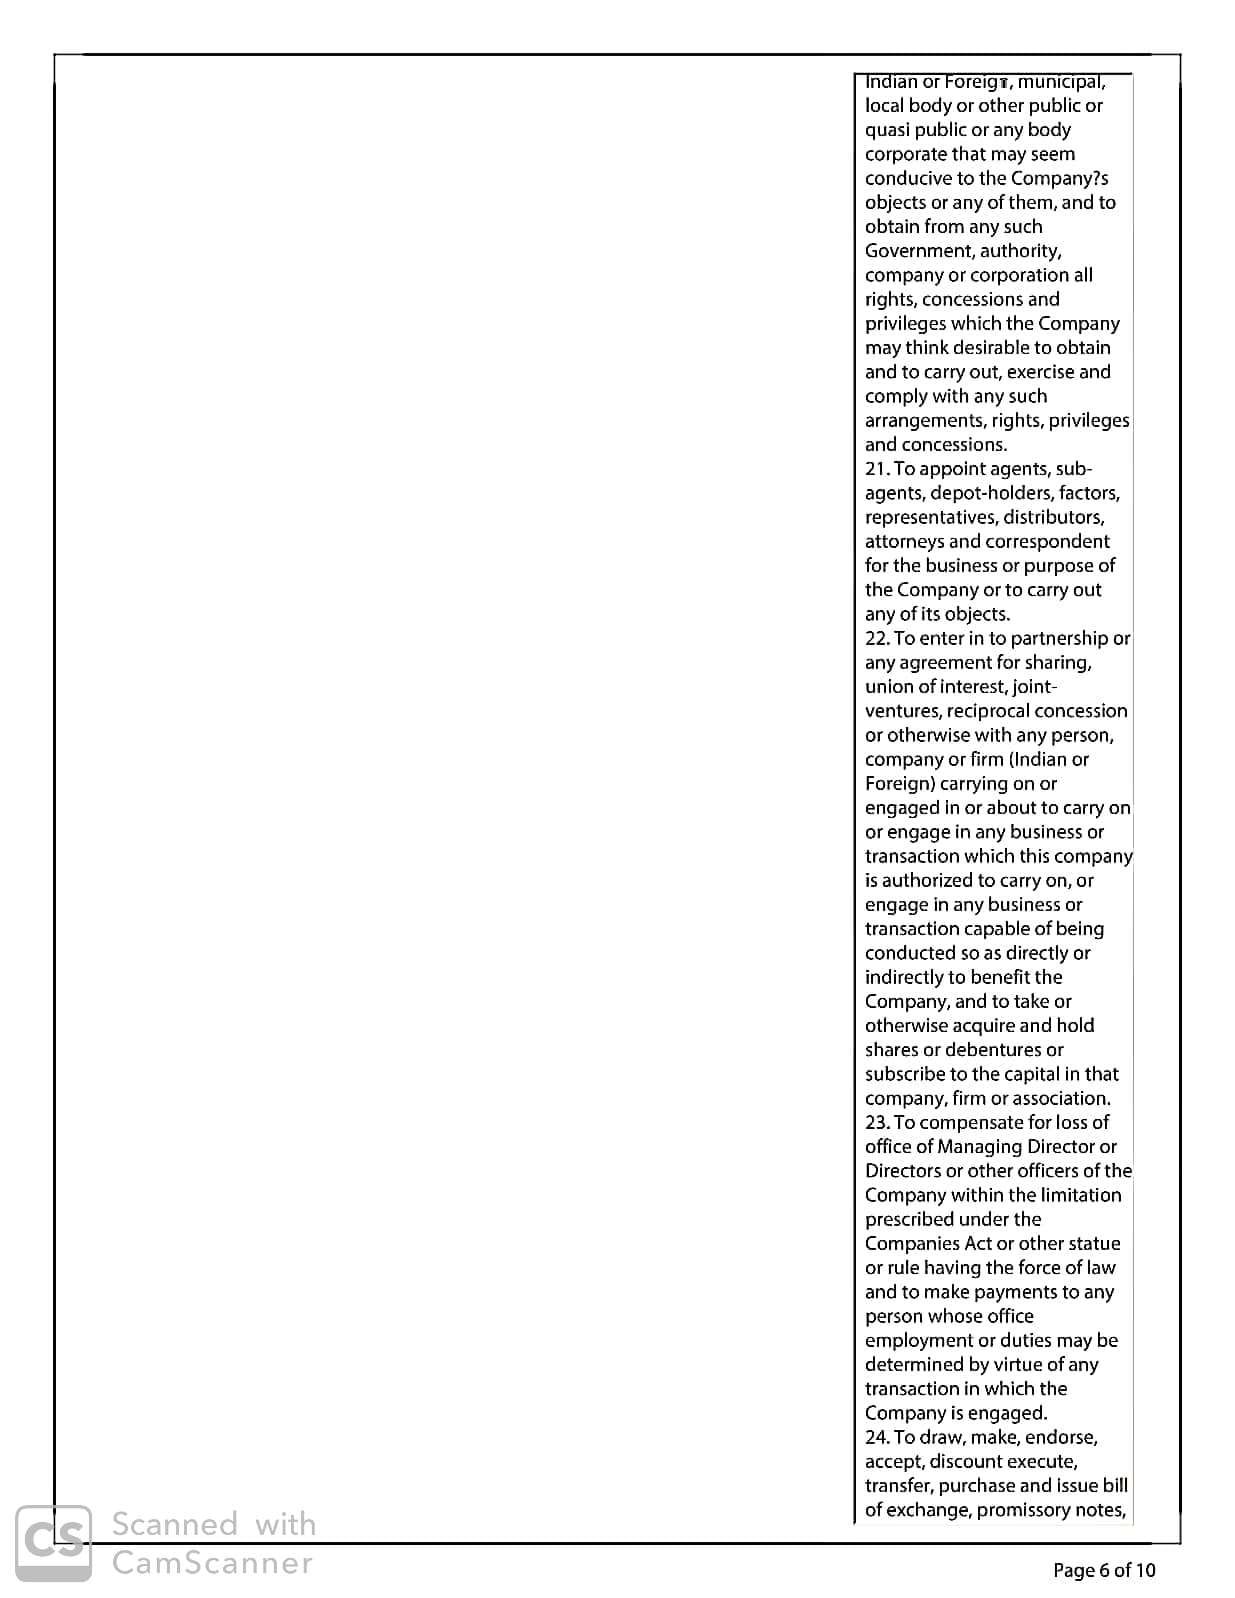 Indian or Foreign, municipal,
local body or other public or
quasi public or any body
corporate that may seem
conducive to the Company?s
objects or any of them, and to
obtain from any such
Government, authority,
company or corporation all
rights, concessions and
privileges which the Company
may think desirable to obtain
and to carry out, exercise and
comply with any such
arrangements, rights, privileges
and concessions.
21. To appoint agents, sub-
agents, depot-holders, factors,
representatives, distributors,
attorneys and correspondent
for the business or purpose of
the Company or to carry out
any of its objects.
22. To enter in to partnership or
any agreement for sharing,
union of interest, joint-
ventures, reciprocal concession
or otherwise with any person,
company or firm (Indian or
Foreign) carrying on or
engaged in or about to carry on
or engage in any business or
transaction which this company
is authorized to carry on, or
engage in any business or
transaction capable of being
conducted so as directly or
indirectly to benefit the
Company, and to take or
otherwise acquire and hold
shares or debentures or
subscribe to the capital in that
company, firm or association.
23. To compensate for loss of
office of Managing Director or
Directors or other officers of the
Company within the limitation
prescribed under the
Companies Act or other statue
or rule having the force of law
and to make payments to any
person whose office
employment or duties may be
determined by virtue of any
transaction in which the
Company is engaged.
24. To draw, make, endorse,
accept, discount execute,
transfer, purchase and issue bill
of exchange, promissory notes,
CS Scanned with
CamScanner
Page 6 of 10